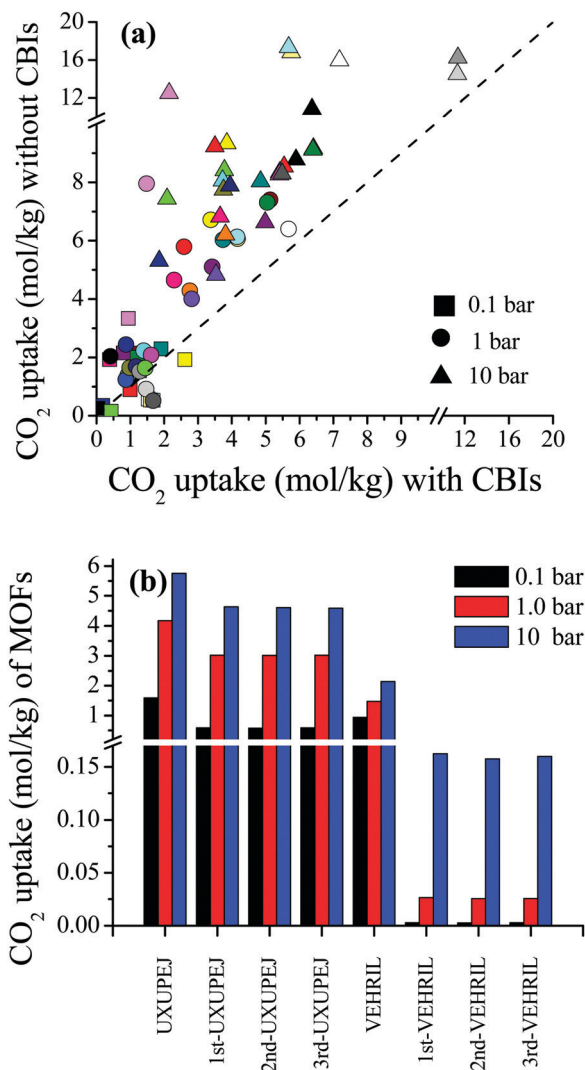 (a)
CO2 uptake (mol/kg) without CBIs
20
16
12
8
6
4
2
0
0.1 bar
1 bar
10 bar
0 1 2 3 4 5 6 7 8 9 12 16 20
CO2 uptake (mol/kg) with CBIs
(b)
CO2 uptake (mol/kg) of MOFs
6
5
4
3
2
1
0.15
0.10
0.05
0.00
0.1 bar
1.0 bar
10 bar
UXUPEJ
1st-UXUPEJ
2nd-UXUPEJ
3rd-UXUPEJ
VEHRIL
1st-VEHRIL
2nd-VEHRIL
3rd-VEHRIL